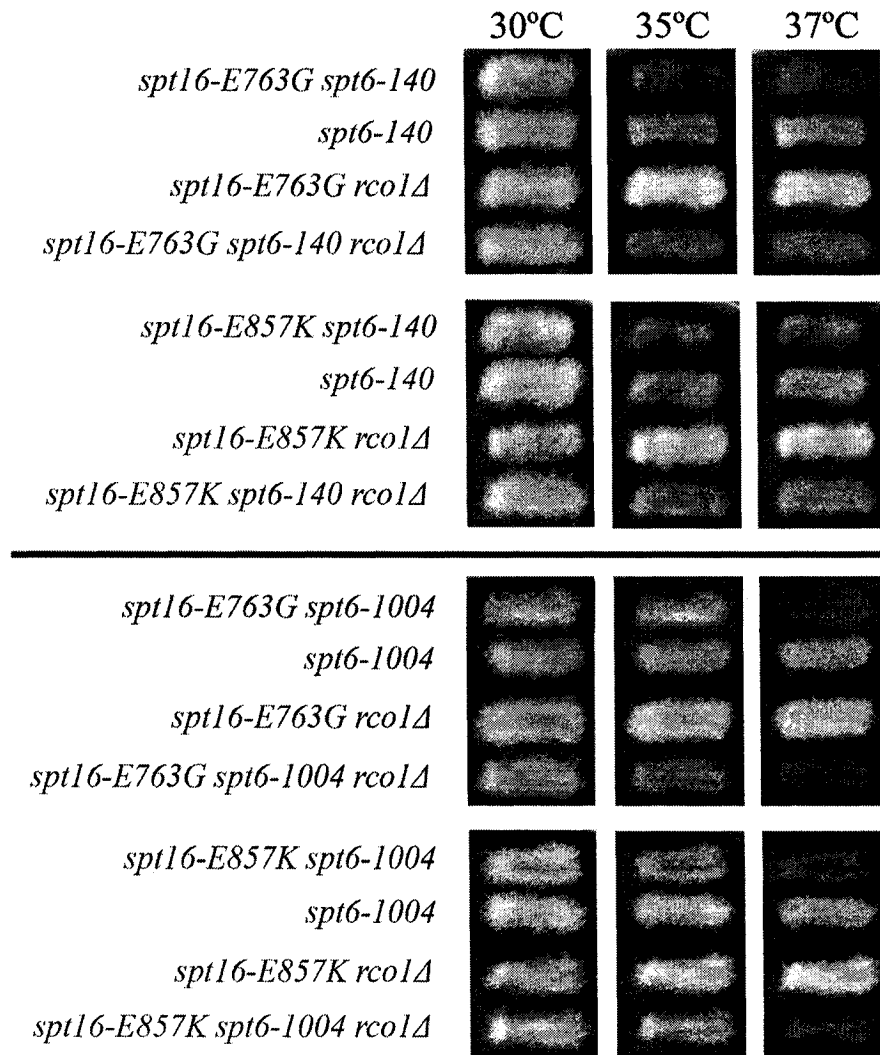 30ºC 35ºC 37ºC
spt16-E763G spt6-140
spt6-140
spt16-E763G rco1Δ
spt16-E763G spt6-140 rco1Δ
spt16-E857K spt6-140
spt6-140
spt16-E857K rco1Δ
spt16-E857K spt6-140 rco1Δ
spt16-E763G spt6-1004
spt6-1004
spt16-E763G rco1Δ
spt16-E763G spt6-1004 rco1Δ
spt16-E857K spt6-1004
spt6-1004
spt16-E857K rco1Δ
spt16-E857K spt6-1004 rco1Δ